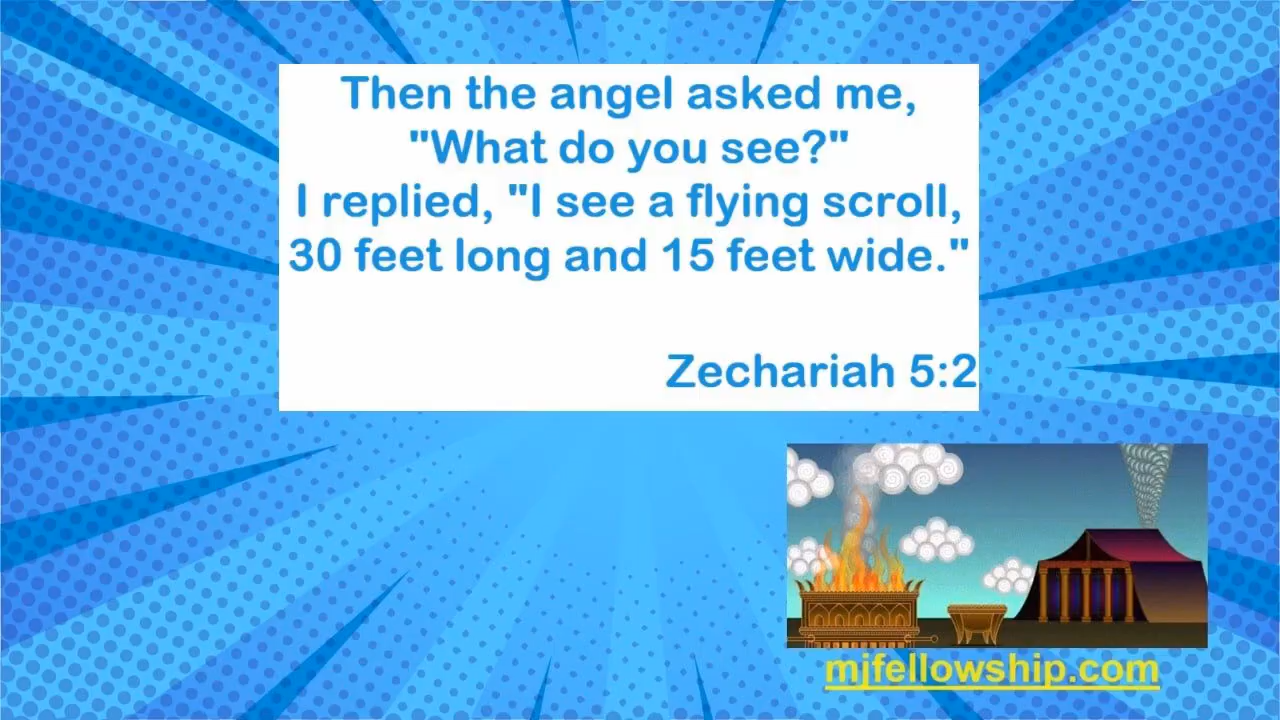 Then the angel asked me,
"What do you see?"
I replied, "I see a flying scroll,
30 feet long and 15 feet wide."
Zechariah 5:2
mjfellowship.com